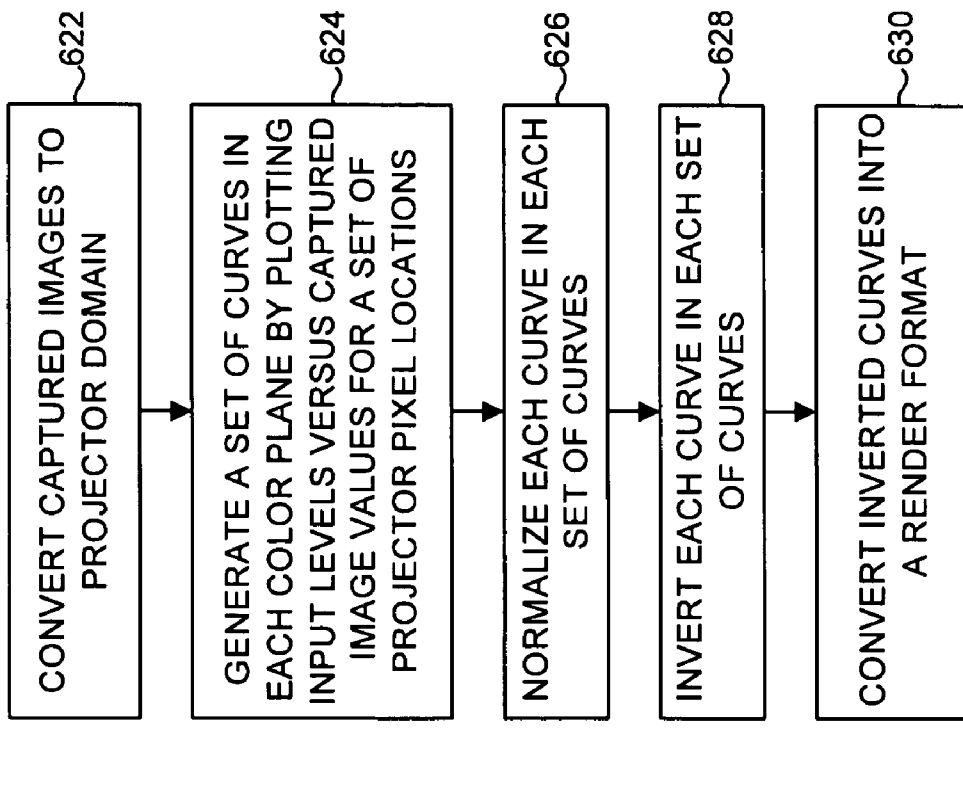 CONVERT CAPTURED IMAGES TO
PROJECTOR DOMAIN
622
GENERATE A SET OF CURVES IN
EACH COLOR PLANE BY PLOTTING
INPUT LEVELS VERSUS CAPTURED
IMAGE VALUES FOR A SET OF
PROJECTOR PIXEL LOCATIONS
624
NORMALIZE EACH CURVE IN EACH
SET OF CURVES
626
INVERT EACH CURVE IN EACH SET
OF CURVES
628
CONVERT INVERTED CURVES INTO
A RENDER FORMAT
630